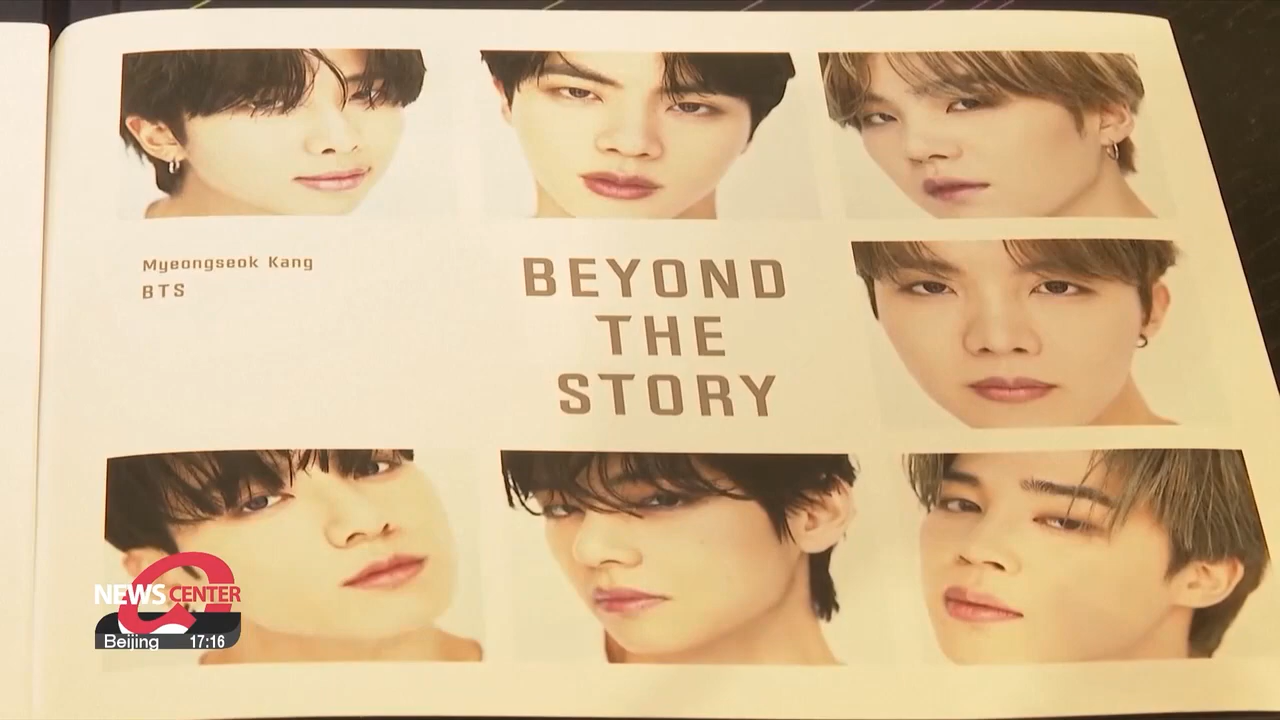 Myeongseok Kang
BTS
BEYOND
THE
STORY
NEWS CENTER
Beijing 17:16